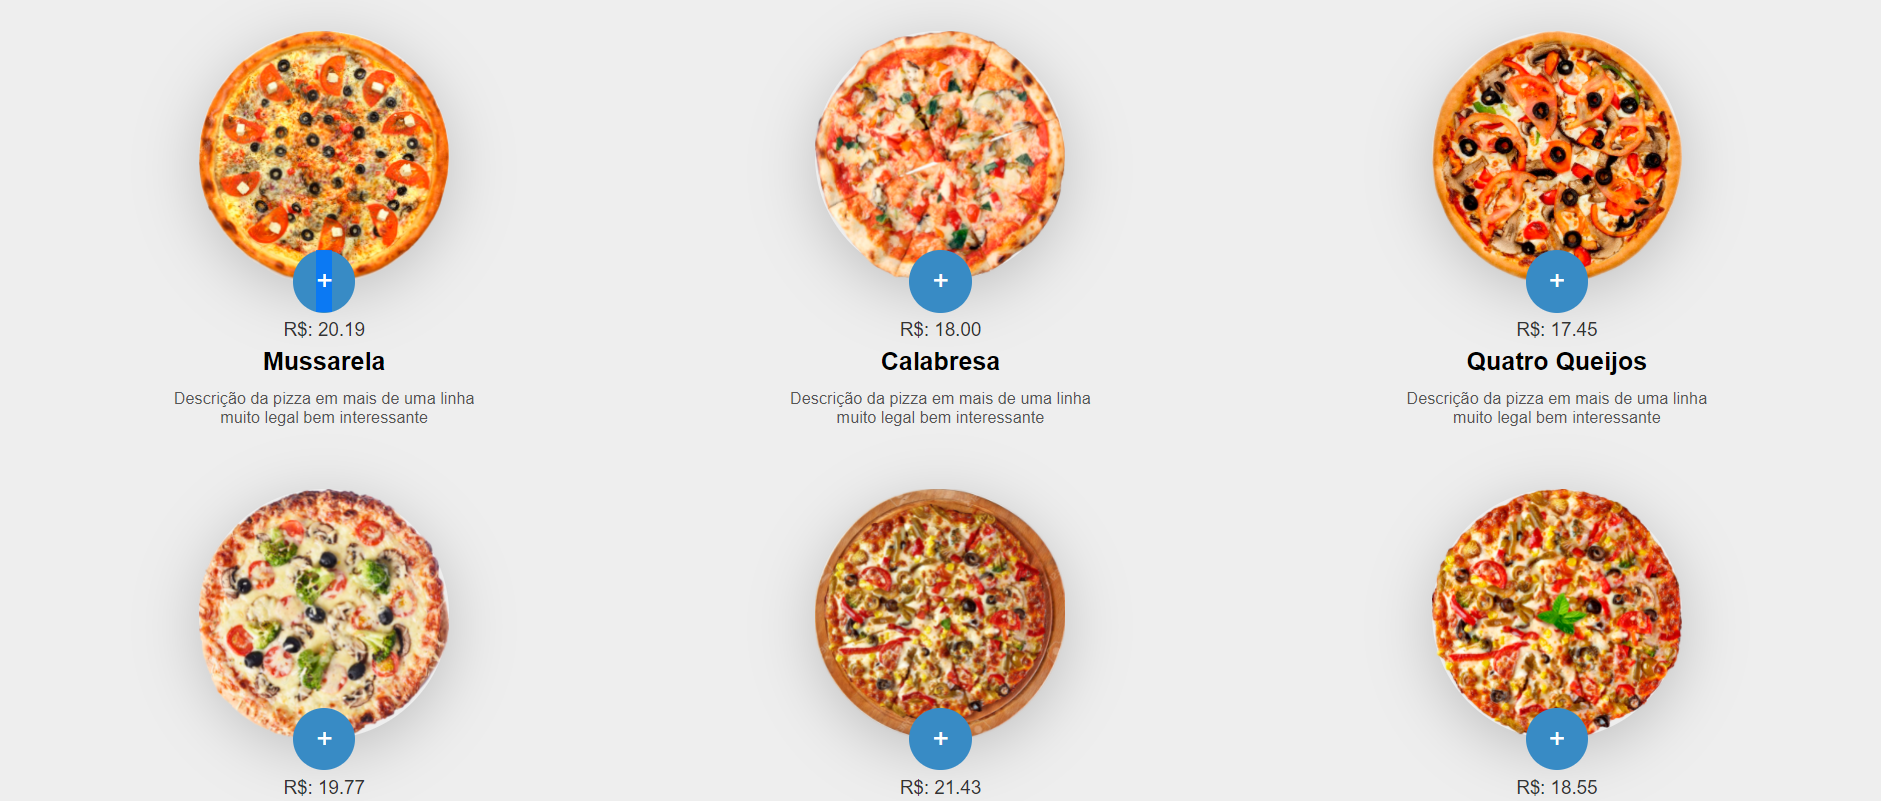 + + +
R$: 20.19 R$: 18.00 R$: 17.45
Mussarela Calabresa Quatro Queijos
Descrição da pizza em mais de uma linha Descrição da pizza em mais de uma linha Descrição da pizza em mais de uma linha
muito legal bem interessante muito legal bem interessante muito legal bem interessante
+ + +
R$: 19.77 R$: 21.43 R$: 18.55